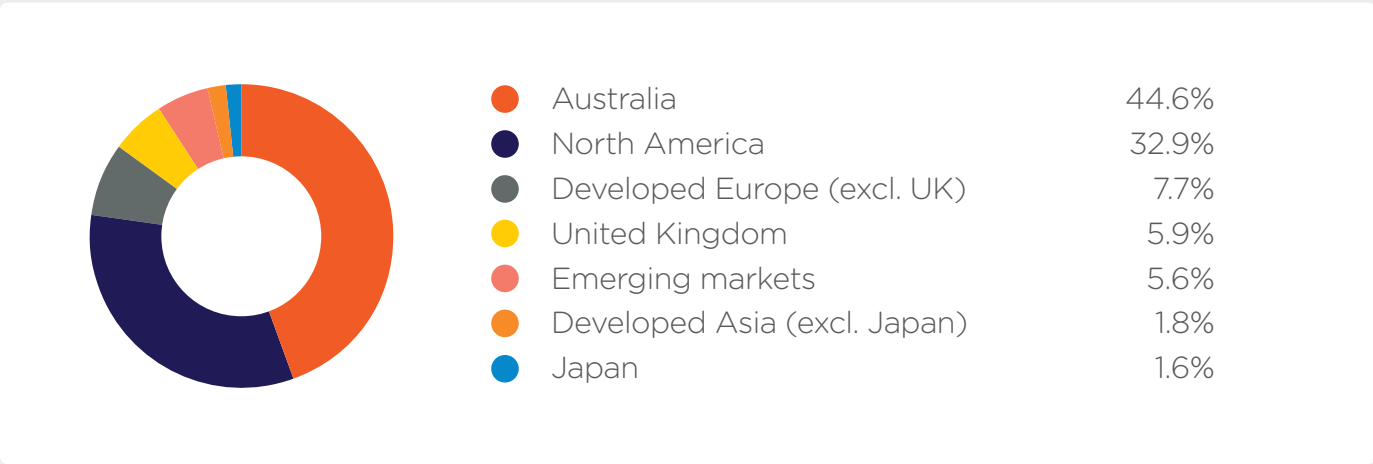 Australia 44.6%
North America 32.9%
Developed Europe (excl. UK) 7.7%
United Kingdom 5.9%
Emerging markets 5.6%
Developed Asia (excl. Japan) 1.8%
Japan 1.6%